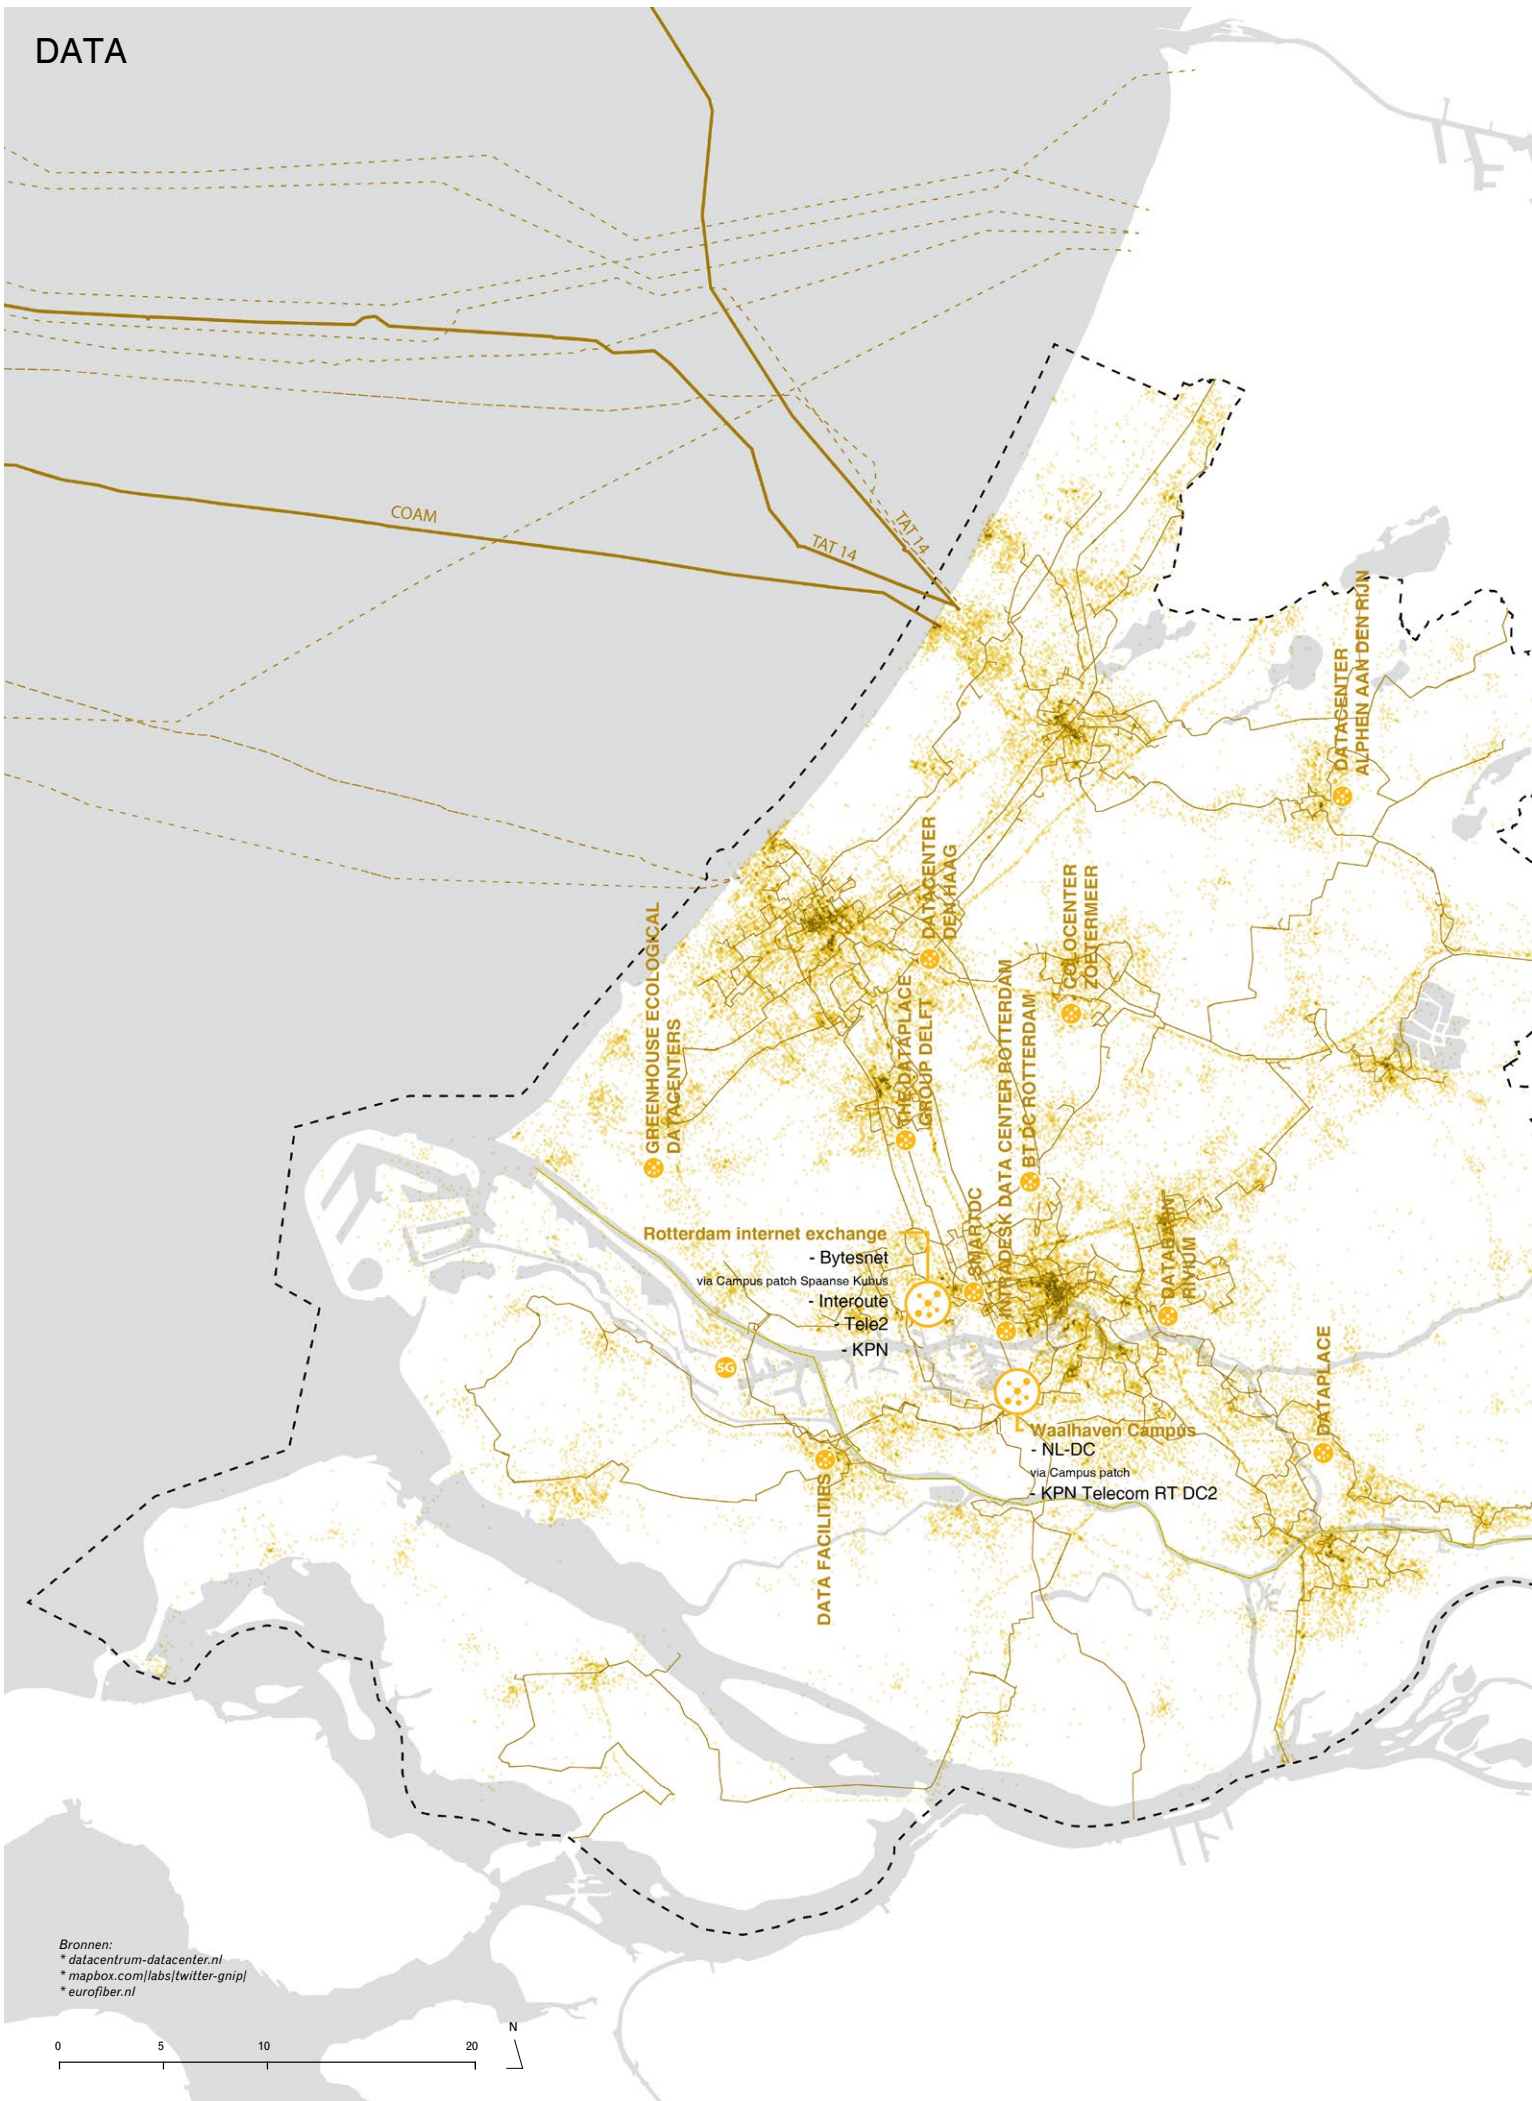 DATA
COAM
TAT 14
TAT 14
DATACENTER
ALPHEN AAN DEN RIJN
DATACENTER
DEN HAAG
COLOCENTER
ZOETERMEER
GREENHOUSE ECOLOGICAL
DATACENTERS
THE DATAPLACE
GROUP DELFT
INTRADESK DATA CENTER ROTTERDAM
BT DC ROTTERDAM
SMARTDC
DATABARN
RIVIUM
Rotterdam internet exchange
- Bytesnet
via Campus patch Spaanse Kubus
- Interoute
- Tele2
- KPN
5G
DATAPLACE
Waalhaven Campus
- NL-DC
via Campus patch
- KPN Telecom RT DC2
DATA FACILITIES
Bronnen:
* datacentrum-datacenter.nl
* mapbox.com|labs|twitter-gnip|
* eurofiber.nl
0 5 10 20
N